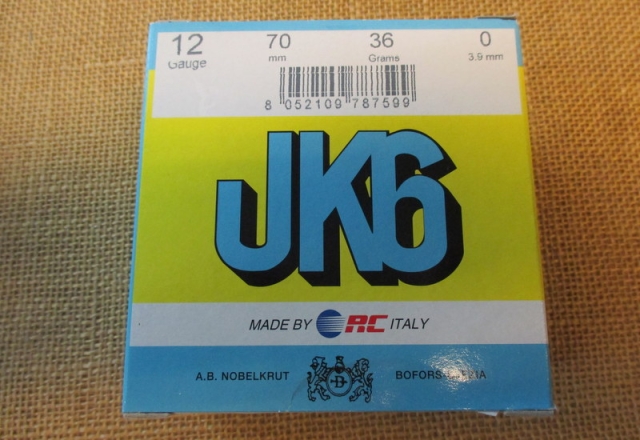 12 70 36 0
Gauge mm Grams 3.9 mm
8 052109 787599
JK6
MADE BY RC ITALY
A.B. NOBELKRUT D